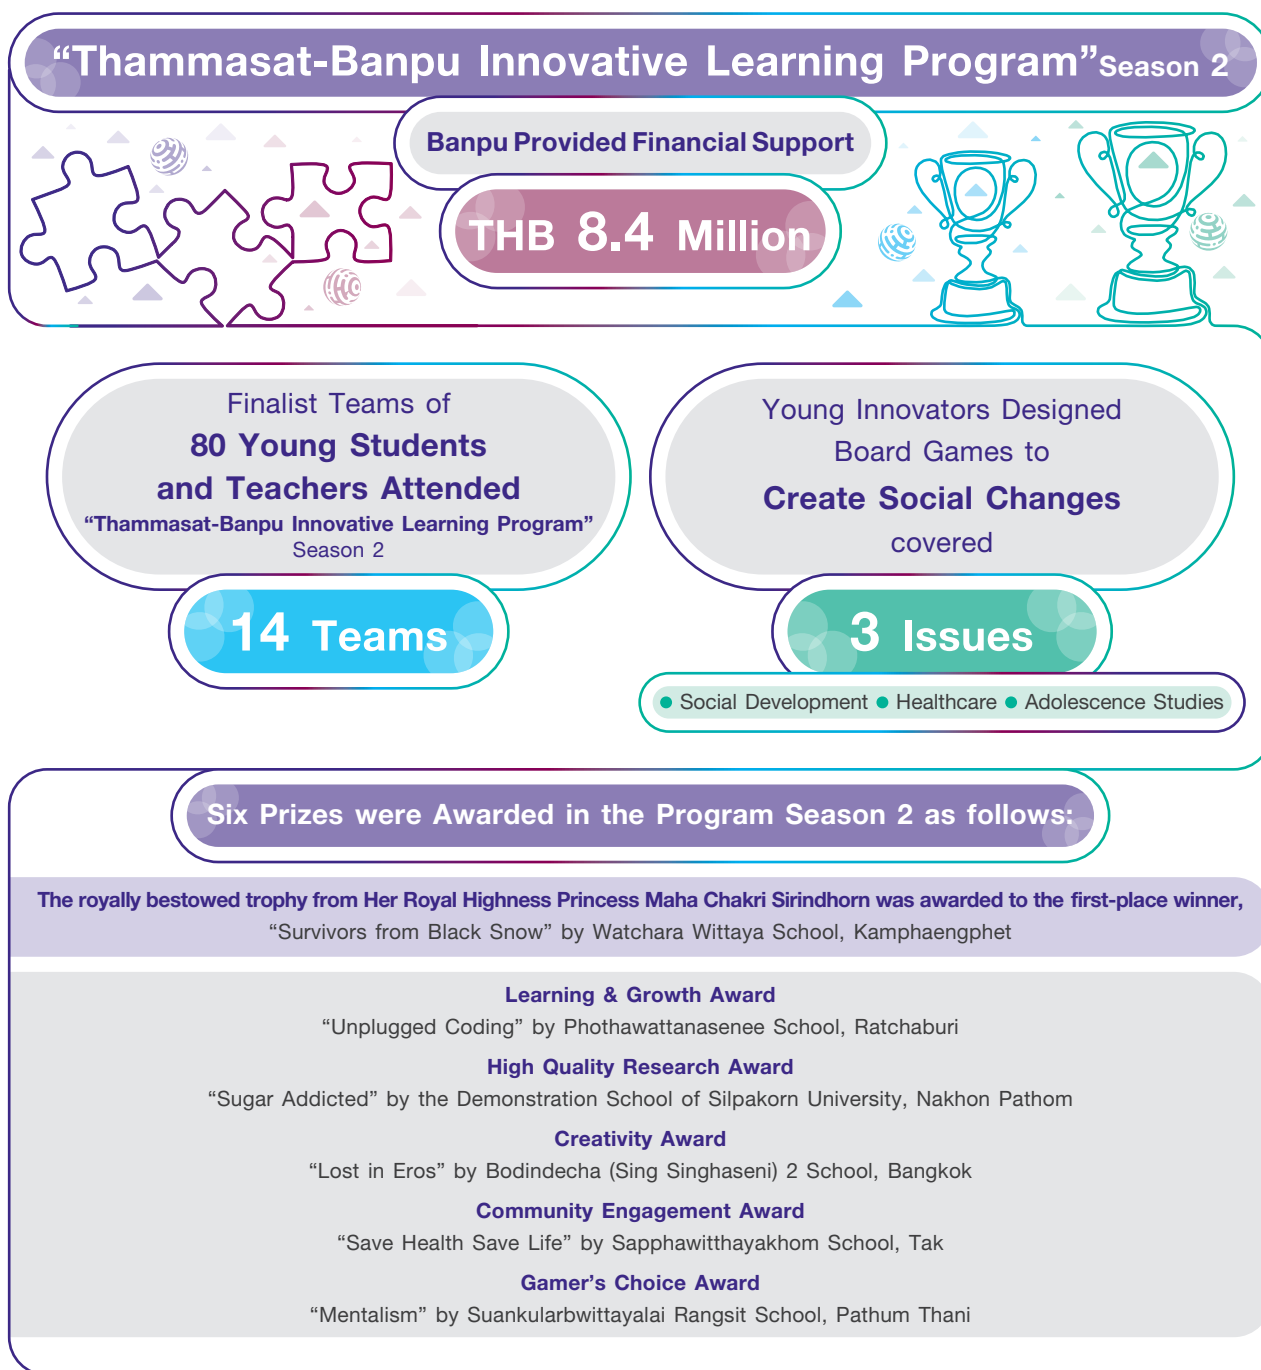 “Thammasat-Banpu Innovative Learning Program” Season 2
Banpu Provided Financial Support
THB 8.4 Million
Finalist Teams of
80 Young Students
and Teachers Attended
“Thammasat-Banpu Innovative Learning Program”
Season 2
14 Teams
Young Innovators Designed
Board Games to
Create Social Changes
covered
3 Issues
● Social Development ● Healthcare ● Adolescence Studies
Six Prizes were Awarded in the Program Season 2 as follows:
The royally bestowed trophy from Her Royal Highness Princess Maha Chakri Sirindhorn was awarded to the first-place winner,
“Survivors from Black Snow” by Watchara Wittaya School, Kamphaengphet
Learning & Growth Award
“Unplugged Coding” by Phothawattanasenee School, Ratchaburi
High Quality Research Award
“Sugar Addicted” by the Demonstration School of Silpakorn University, Nakhon Pathom
Creativity Award
“Lost in Eros” by Bodindecha (Sing Singhaseni) 2 School, Bangkok
Community Engagement Award
“Save Health Save Life” by Sapphawitthayakhom School, Tak
Gamer’s Choice Award
“Mentalism” by Suankularbwittayalai Rangsit School, Pathum Thani